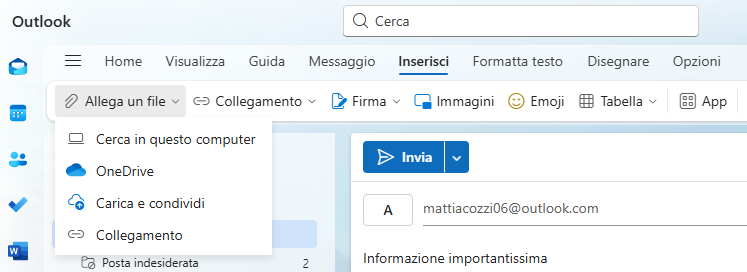 Outlook
Cerca
Home Visualizza Guida Messaggio Inserisci Formatta testo Disegnare Opzioni
Allega un file Collegamento Firma Immagini Emoji Tabella App
Cerca in questo computer
OneDrive
Carica e condividi
Collegamento
Posta indesiderata 2
Invia
A mattiacozzi06@outlook.com
Informazione importantissima